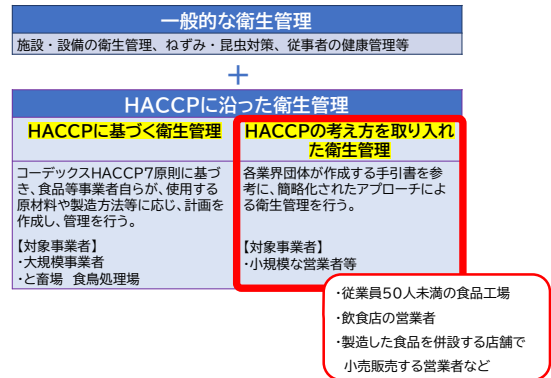 一般的な衛生管理
施設・設備の衛生管理、ねずみ・昆虫対策、従事者の健康管理等
＋
HACCPに沿った衛生管理
HACCPに基づく衛生管理
コーデックスHACCP7原則に基づ
き、食品等事業者自らが、使用する
原材料や製造方法等に応じ、計画を
作成し、管理を行う。
【対象事業者】
・大規模事業者
・と畜場　食鳥処理場
HACCPの考え方を取り入れ
た衛生管理
各業界団体が作成する手引書を参
考に、簡略化されたアプローチによ
る衛生管理を行う。
【対象事業者】
・小規模な営業者等
・従業員50人未満の食品工場
・飲食店の営業者
・製造した食品を併設する店舗で
小売販売する営業者など